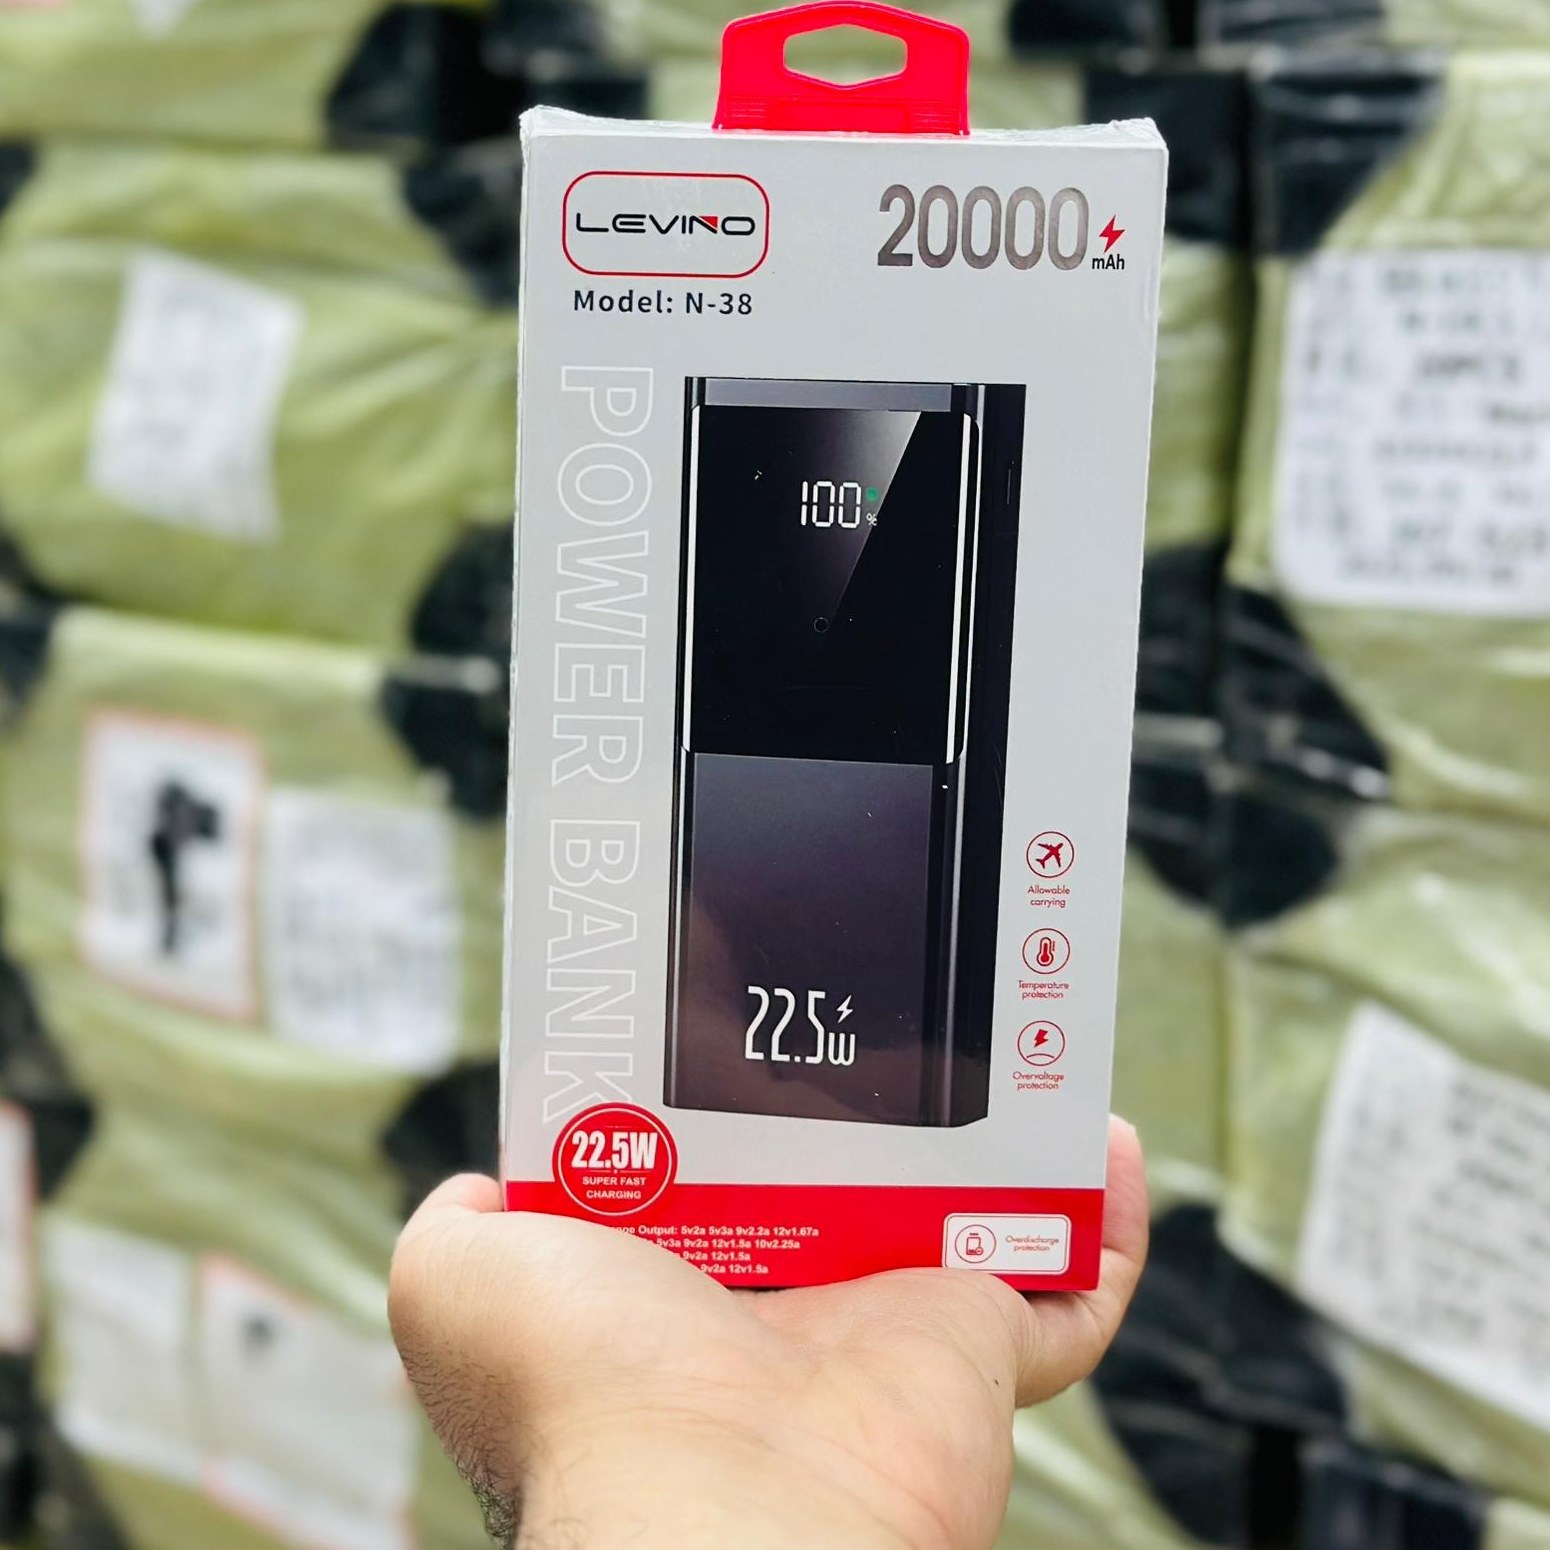 LEVINO
20000 mAh
Model: N-38
POWER BANK
100 %
22.5w
Allowable
carrying
Temperature
protection
Overvoltage
protection
22.5W
SUPER FAST
CHARGING
Output: 5v2a 5v3a 9v2.2a 12v1.67a
5v3a 9v2a 12v1.5a 10v2.25a
9v2a 12v1.5a
9v2a 12v1.5a
Overdischarge
protection